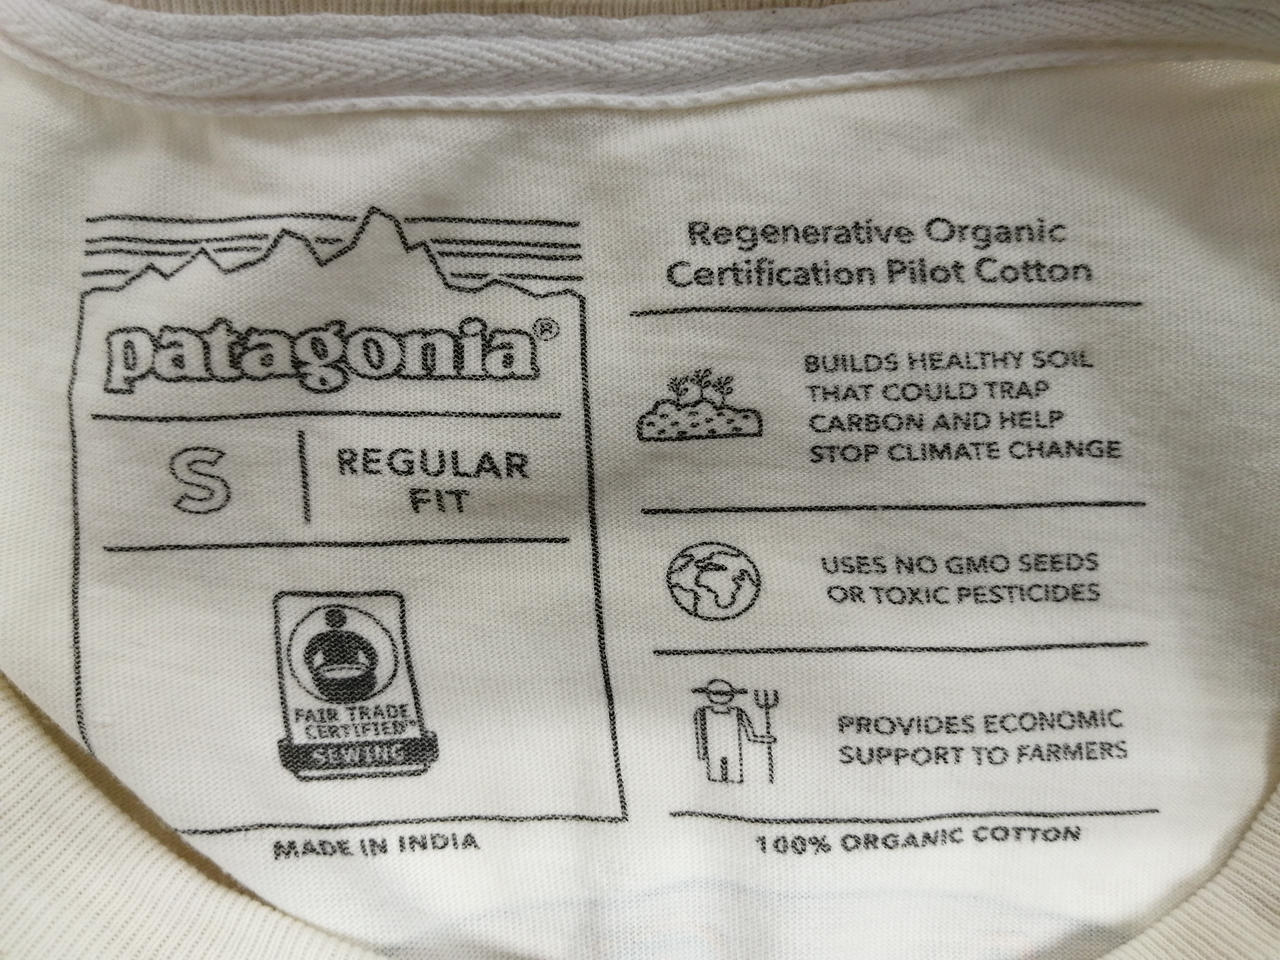 patagonia®
S
REGULAR
FIT
FAIR TRADE
CERTIFIED™
SEWING
MADE IN INDIA
Regenerative Organic
Certification Pilot Cotton
BUILDS HEALTHY SOIL
THAT COULD TRAP
CARBON AND HELP
STOP CLIMATE CHANGE
USES NO GMO SEEDS
OR TOXIC PESTICIDES
PROVIDES ECONOMIC
SUPPORT TO FARMERS
100% ORGANIC COTTON